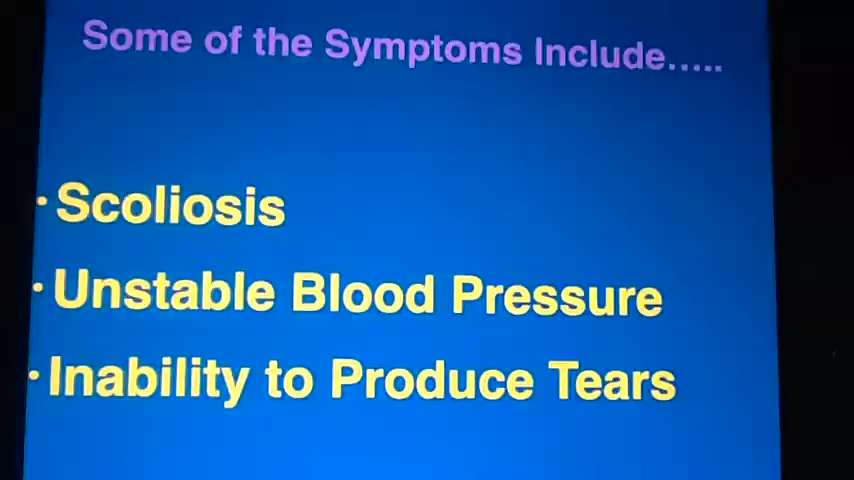 Some of the Symptoms Include.....
· Scoliosis
· Unstable Blood Pressure
· Inability to Produce Tears